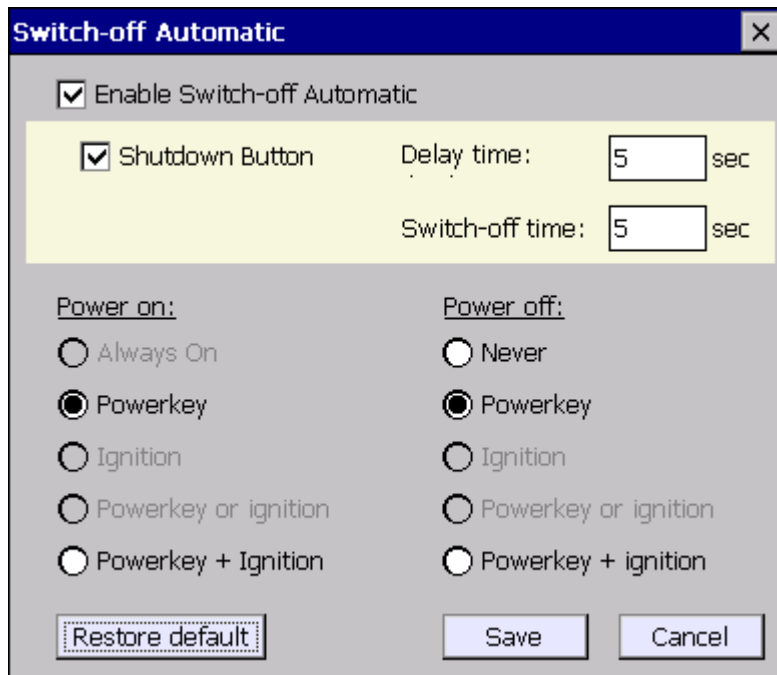 Switch-off Automatic
Enable Switch-off Automatic
Shutdown Button
Delay time: 5 sec
Switch-off time: 5 sec
Power on:
Always On
Powerkey
Ignition
Powerkey or ignition
Powerkey + Ignition
Power off:
Never
Powerkey
Ignition
Powerkey or ignition
Powerkey + ignition
Restore default
Save
Cancel